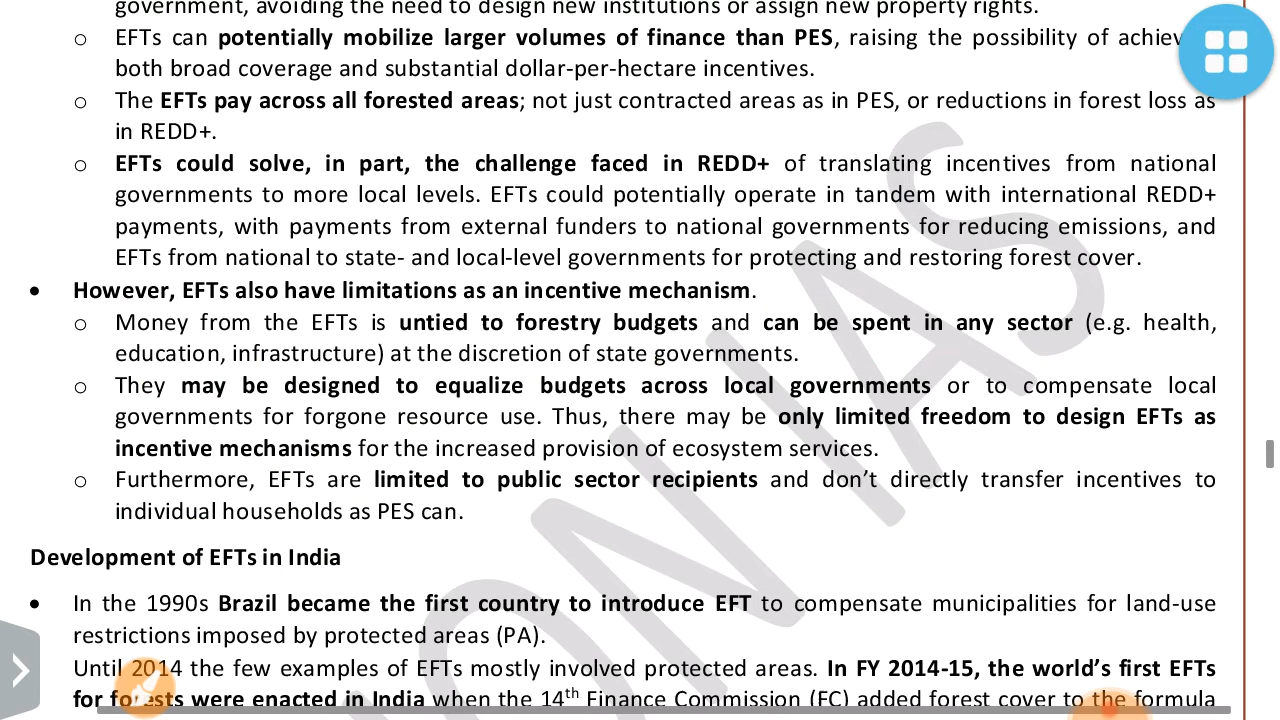 government, avoiding the need to design new institutions or assign new property rights.
o EFTs can potentially mobilize larger volumes of finance than PES, raising the possibility of
both broad coverage and substantial dollar-per-hectare incentives.
o The EFTs pay across all forested areas; not just contracted areas as in PES, or reductions in forest loss as
in REDD+.
o EFTs could solve, in part, the challenge faced in REDD+ of translating incentives from national
governments to more local levels. EFTs could potentially operate in tandem with international REDD+
payments, with payments from external funders to national governments for reducing emissions, and
EFTs from national to state- and local-level governments for protecting and restoring forest cover.
• However, EFTs also have limitations as an incentive mechanism.
o Money from the EFTs is untied to forestry budgets and can be spent in any sector (e.g. health,
education, infrastructure) at the discretion of state governments.
o They may be designed to equalize budgets across local governments or to compensate local
governments for forgone resource use. Thus, there may be only limited freedom to design EFTs as
incentive mechanisms for the increased provision of ecosystem services.
o Furthermore, EFTs are limited to public sector recipients and don’t directly transfer incentives to
individual households as PES can.
Development of EFTs in India
• In the 1990s Brazil became the first country to introduce EFT to compensate municipalities for land-use
restrictions imposed by protected areas (PA).
Until 2014 the few examples of EFTs mostly involved protected areas. In FY 2014-15, the world’s first EFTs
for forests were enacted in India when the 14th Finance Commission (FC) added forest cover to the formula
ION IAS